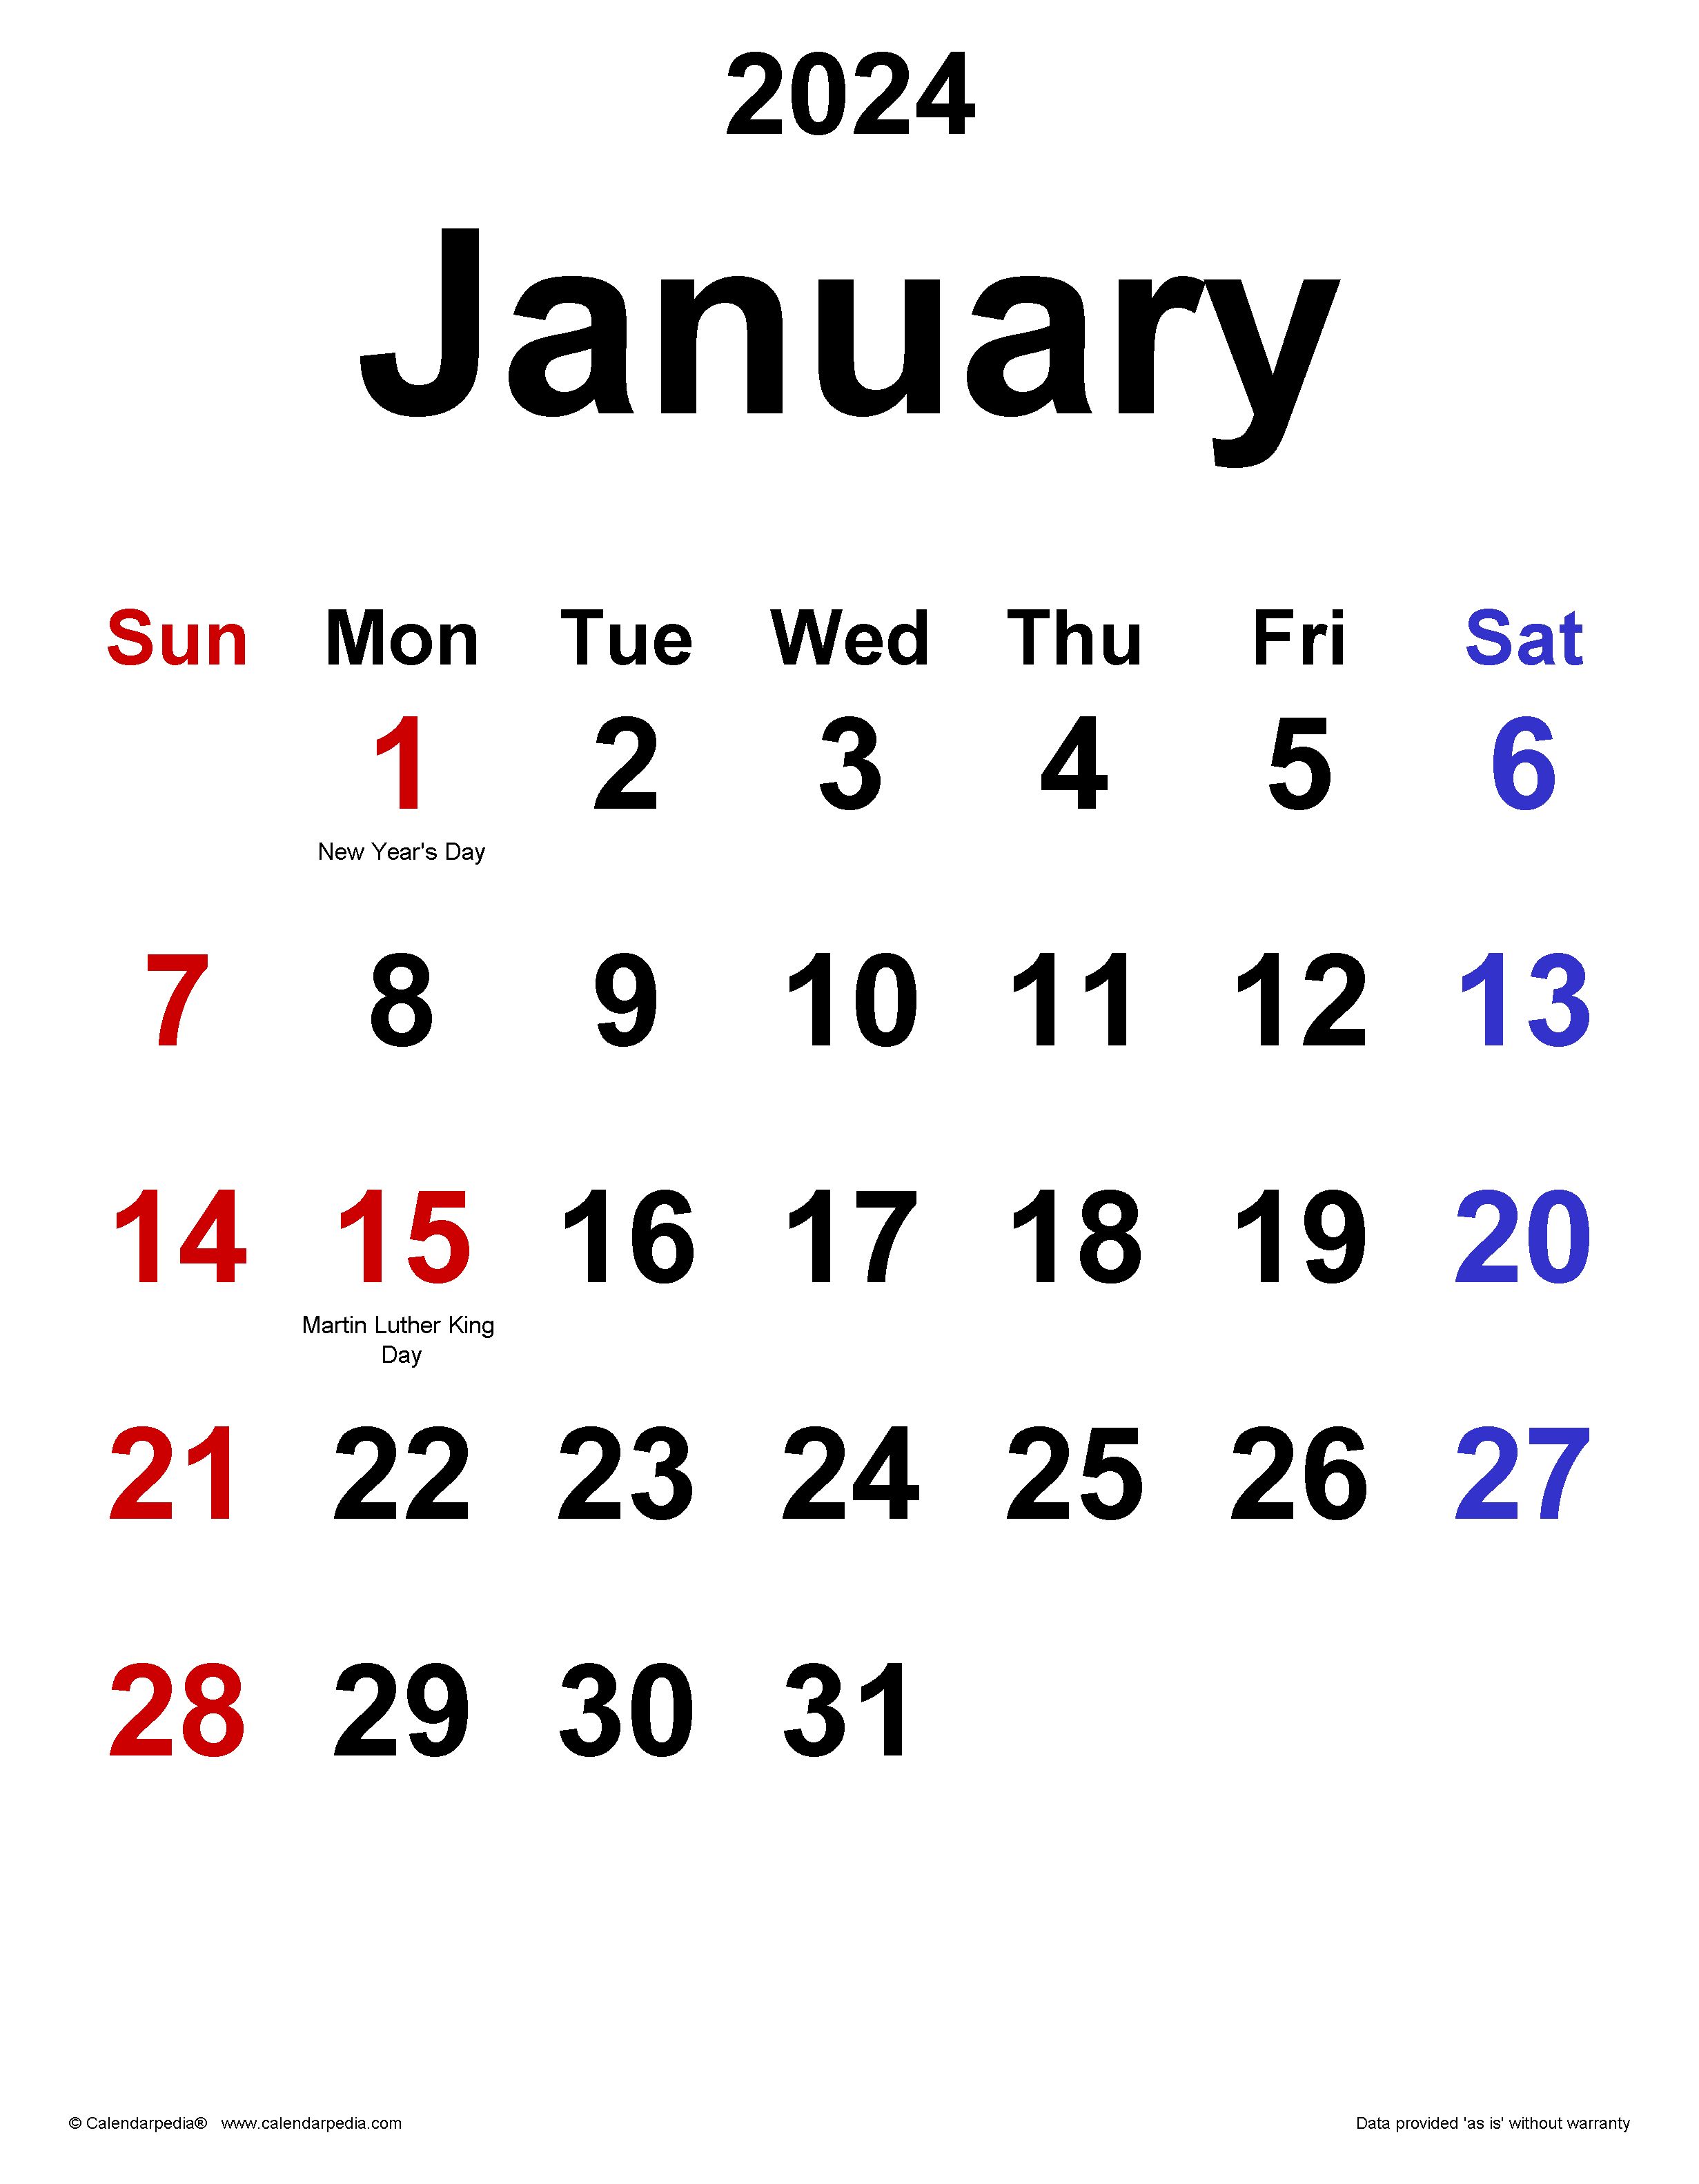 2024
January
Sun Mon Tue Wed Thu Fri Sat
1 2 3 4 5 6
New Year's Day
7 8 9 10 11 12 13
14 15 16 17 18 19 20
Martin Luther King
Day
21 22 23 24 25 26 27
28 29 30 31
© Calendarpedia® www.calendarpedia.com Data provided 'as is' without warranty